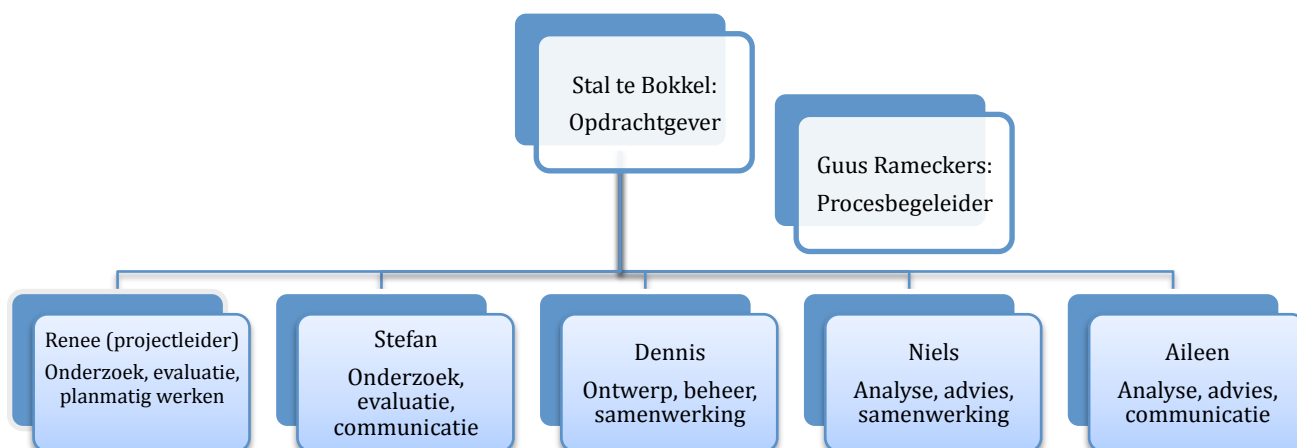 Stal te Bokkel:
Opdrachtgever
Guus Rameckers:
Procesbegeleider
Renee (projectleider)
Onderzoek, evaluatie,
planmatig werken
Stefan
Onderzoek,
evaluatie,
communicatie
Dennis
Ontwerp, beheer,
samenwerking
Niels
Analyse, advies,
samenwerking
Aileen
Analyse, advies,
communicatie